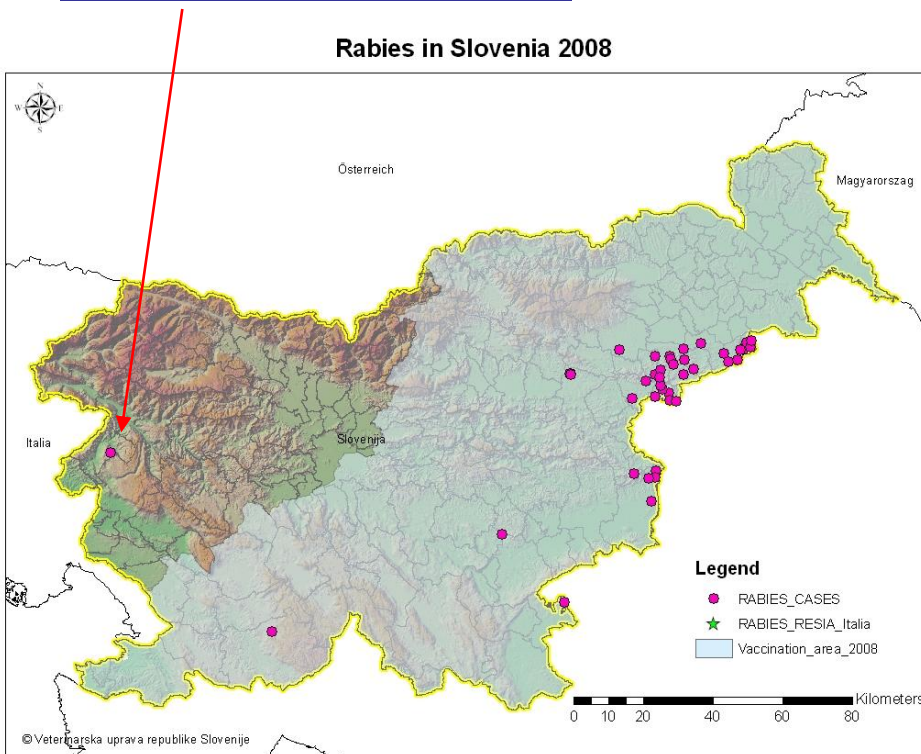 Rabies in Slovenia 2008
N
W E
S
Österreich
Magyarorszag
Italia
Slovenija
Legend
RABIES_CASES
RABIES_RESIA_Italia
Vaccination_area_2008
Kilometers
0 10 20 40 60 80
© Veterinarska uprava republike Slovenije